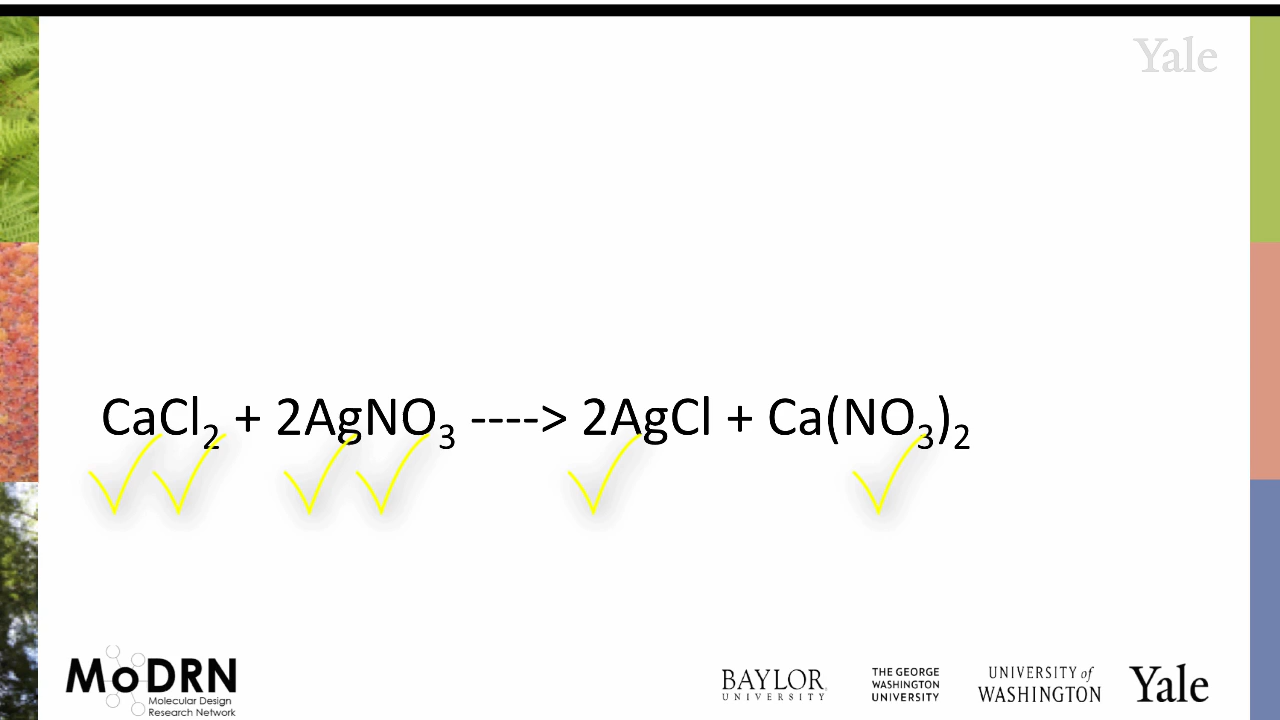 Yale
CaCl₂ + 2AgNO₃ ----> 2AgCl + Ca(NO₃)₂
MoDRN
Molecular Design
Research Network
BAYLOR
UNIVERSITY
THE GEORGE
WASHINGTON
UNIVERSITY
UNIVERSITY of
WASHINGTON
Yale